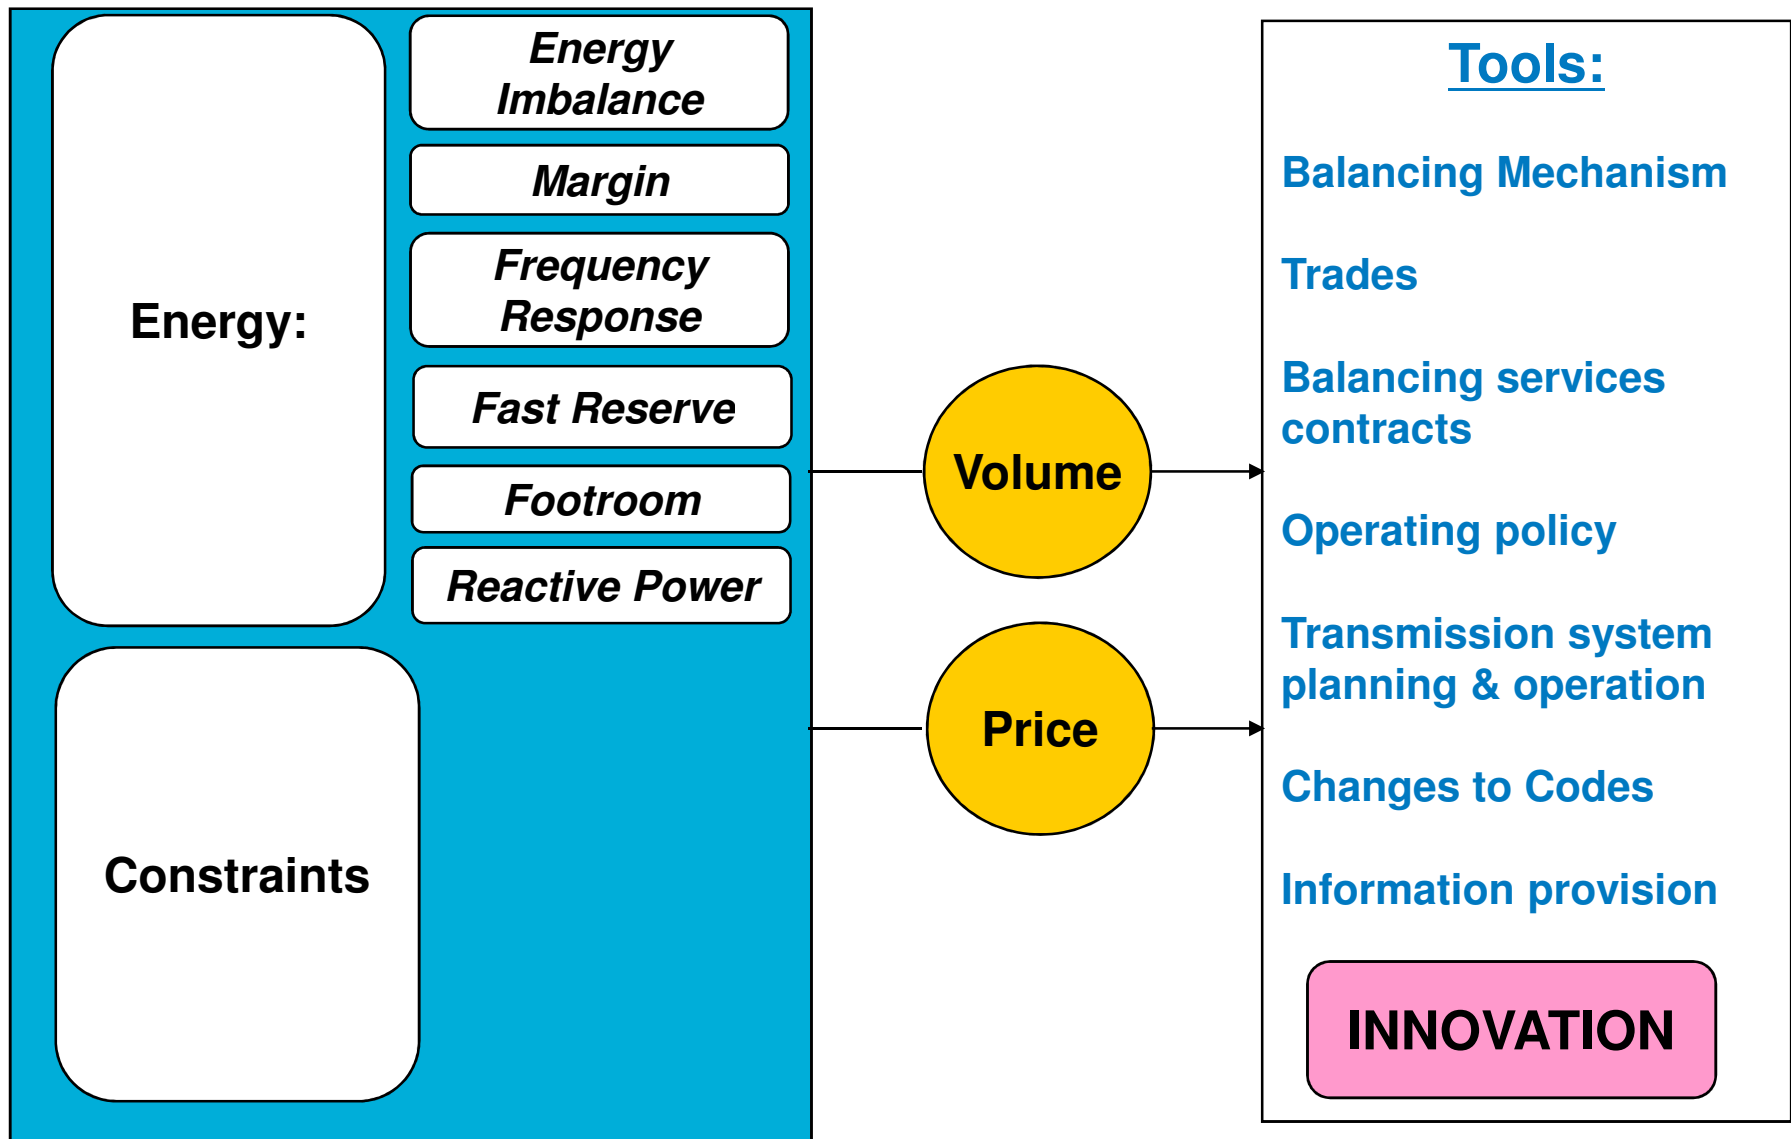 Energy:
Energy
Imbalance
Margin
Frequency
Response
Fast Reserve
Footroom
Reactive Power
Constraints
Volume
Price
Tools:
Balancing Mechanism
Trades
Balancing services
contracts
Operating policy
Transmission system
planning & operation
Changes to Codes
Information provision
INNOVATION